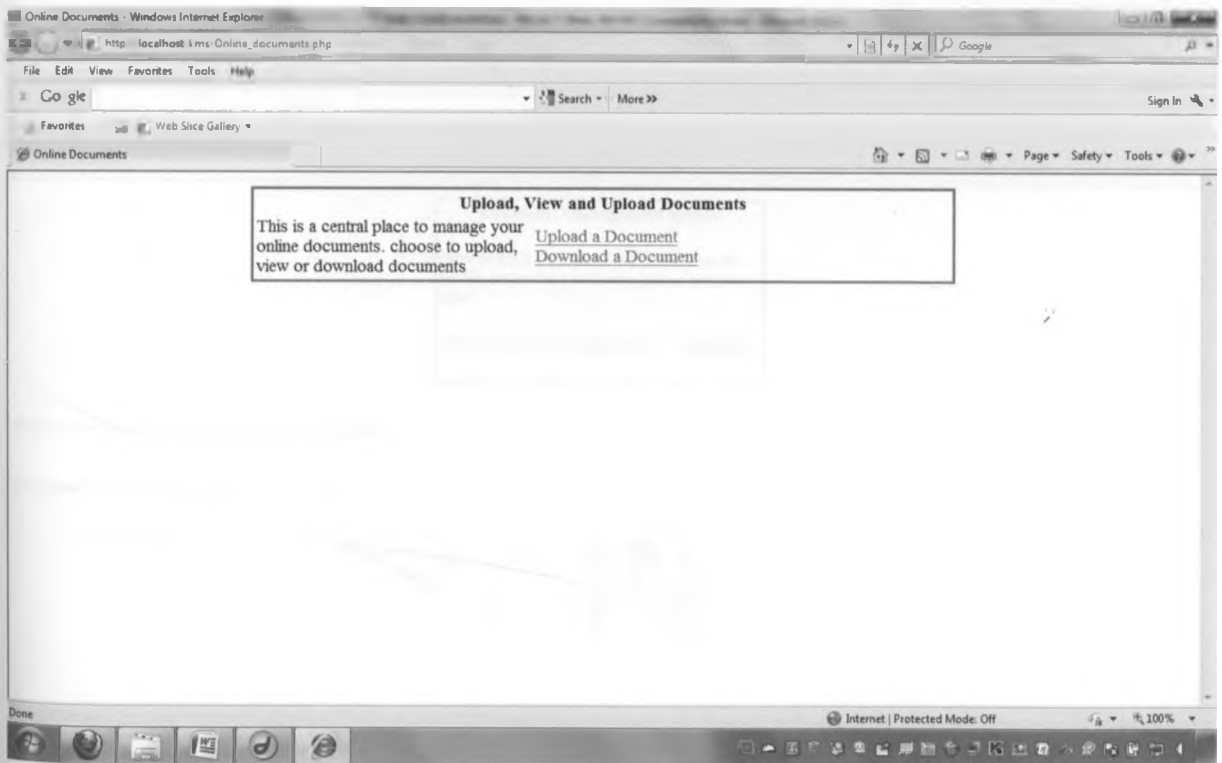 Online Documents - Windows Internet Explorer
http localhost kms Online_documents php
Google
File Edit View Favorites Tools Help
Go gle
Search More >>
Sign In
Favorites Web Slice Gallery
Online Documents
Page Safety Tools
Upload, View and Upload Documents
This is a central place to manage your
online documents. choose to upload,
view or download documents
Upload a Document
Download a Document
Done
Internet | Protected Mode: Off
100%